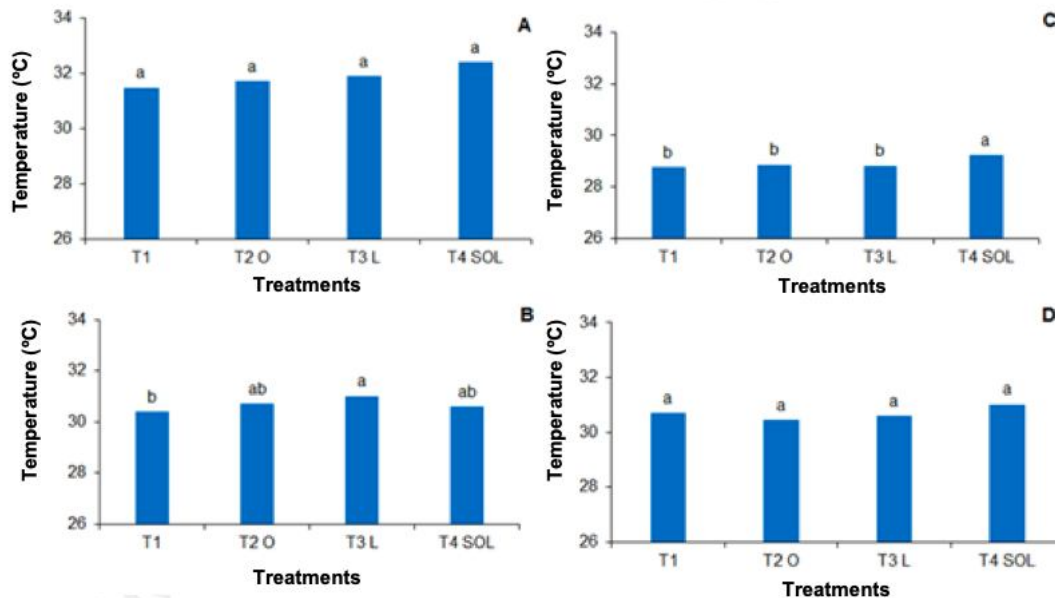 A
Temperature (ºC)
34
32
30
28
26
a
a
a
a
T1
T2 O
T3 L
T4 SOL
Treatments
C
Temperature (ºC)
34
32
30
28
26
b
b
b
a
T1
T2 O
T3 L
T4 SOL
Treatments
B
Temperature (ºC)
34
32
30
28
26
b
ab
a
ab
T1
T2 O
T3 L
T4 SOL
Treatments
D
Temperature (ºC)
34
32
30
28
26
a
a
a
a
T1
T2 O
T3 L
T4 SOL
Treatments